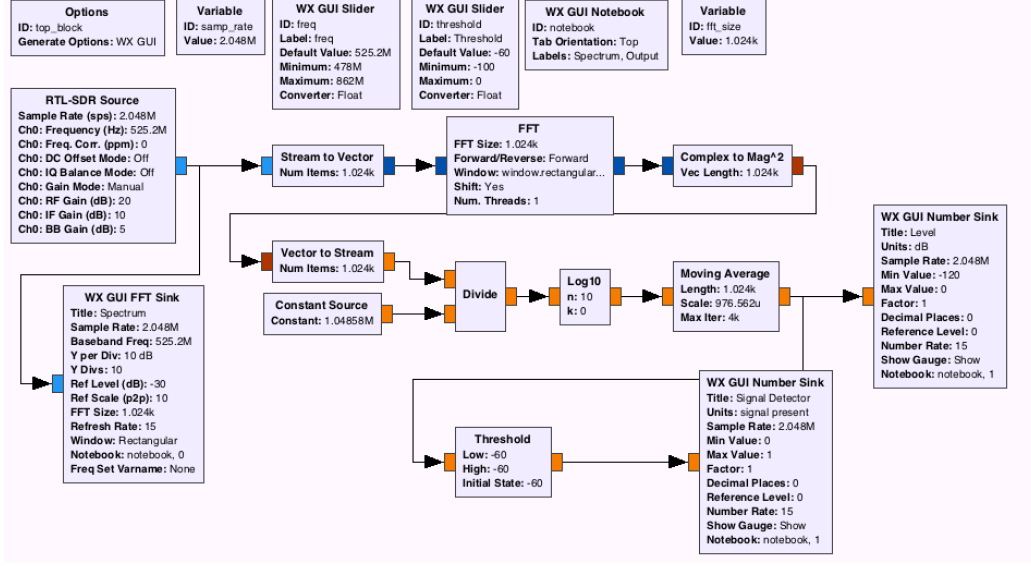 Options
ID: top_block
Generate Options: WX GUI
Variable
ID: samp_rate
Value: 2.048M
WX GUI Slider
ID: freq
Label: freq
Default Value: 525.2M
Minimum: 478M
Maximum: 862M
Converter: Float
WX GUI Slider
ID: threshold
Label: Threshold
Default Value: -60
Minimum: -100
Maximum: 0
Converter: Float
WX GUI Notebook
ID: notebook
Tab Orientation: Top
Labels: Spectrum, Output
Variable
ID: fft_size
Value: 1.024k
RTL-SDR Source
Sample Rate (sps): 2.048M
Ch0: Frequency (Hz): 525.2M
Ch0: Freq. Corr. (ppm): 0
Ch0: DC Offset Mode: Off
Ch0: IQ Balance Mode: Off
Ch0: Gain Mode: Manual
Ch0: RF Gain (dB): 20
Ch0: IF Gain (dB): 10
Ch0: BB Gain (dB): 5
Stream to Vector
Num Items: 1.024k
FFT
FFT Size: 1.024k
Forward/Reverse: Forward
Window: window.rectangular...
Shift: Yes
Num. Threads: 1
Complex to Mag^2
Vec Length: 1.024k
Vector to Stream
Num Items: 1.024k
Constant Source
Constant: 1.04858M
Divide
Log10
n: 10
k: 0
Moving Average
Length: 1.024k
Scale: 976.562u
Max Iter: 4k
WX GUI Number Sink
Title: Level
Units: dB
Sample Rate: 2.048M
Min Value: -120
Max Value: 0
Factor: 1
Decimal Places: 0
Reference Level: 0
Number Rate: 15
Show Gauge: Show
Notebook: notebook, 1
WX GUI FFT Sink
Title: Spectrum
Sample Rate: 2.048M
Baseband Freq: 525.2M
Y per Div: 10 dB
Y Divs: 10
Ref Level (dB): -30
Ref Scale (p2p): 10
FFT Size: 1.024k
Refresh Rate: 15
Window: Rectangular
Notebook: notebook, 0
Freq Set Varname: None
Threshold
Low: -60
High: -60
Initial State: -60
WX GUI Number Sink
Title: Signal Detector
Units: signal present
Sample Rate: 2.048M
Min Value: 0
Max Value: 1
Factor: 1
Decimal Places: 0
Reference Level: 0
Number Rate: 15
Show Gauge: Show
Notebook: notebook, 1